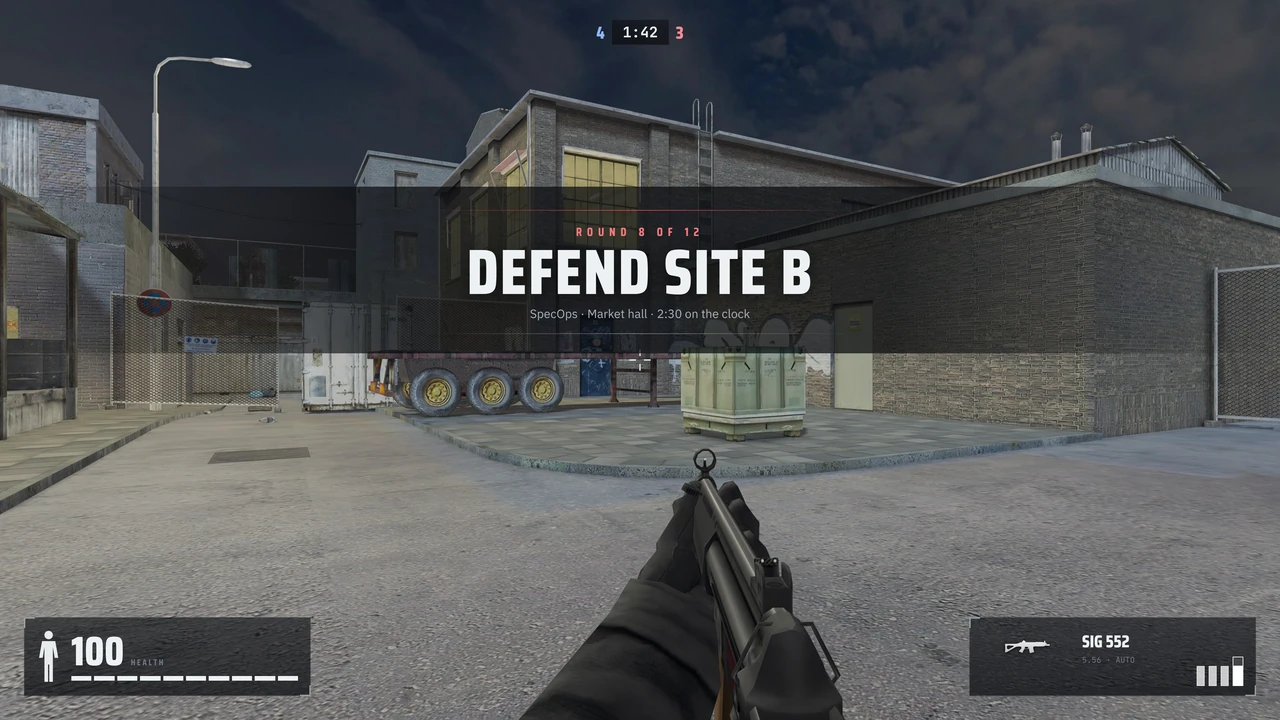 4 1:42 3
ROUND 8 OF 12
DEFEND SITE B
SpecOps · Market hall · 2:30 on the clock
100 HEALTH
SIG 552
5.56 · AUTO